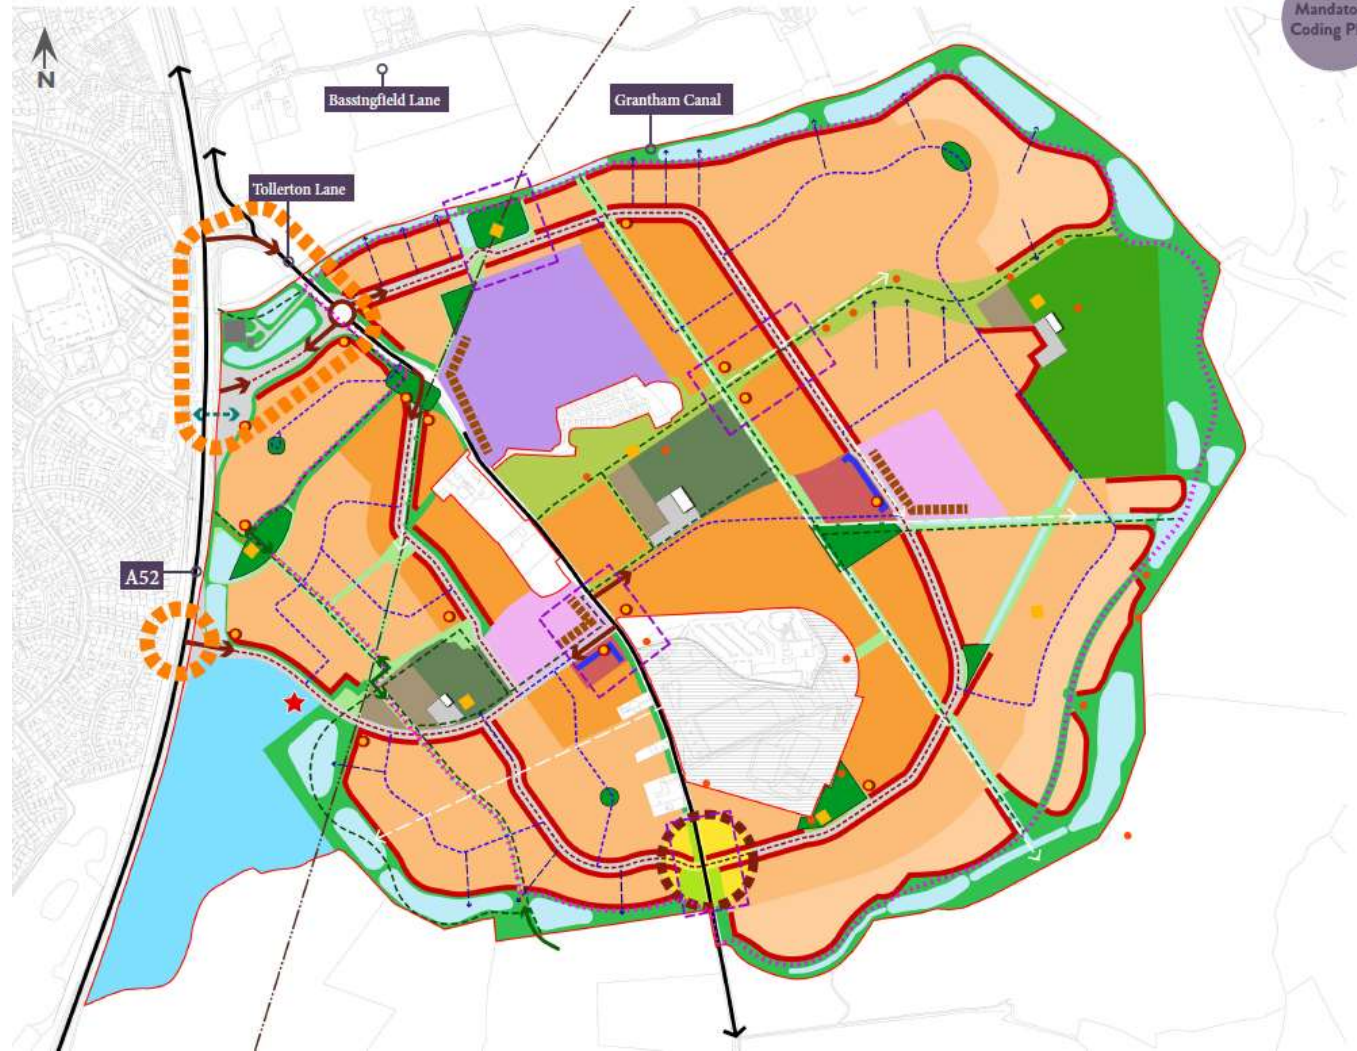 Mandato
Coding P
N
Bassingfield Lane
Grantham Canal
Tollerton Lane
A52